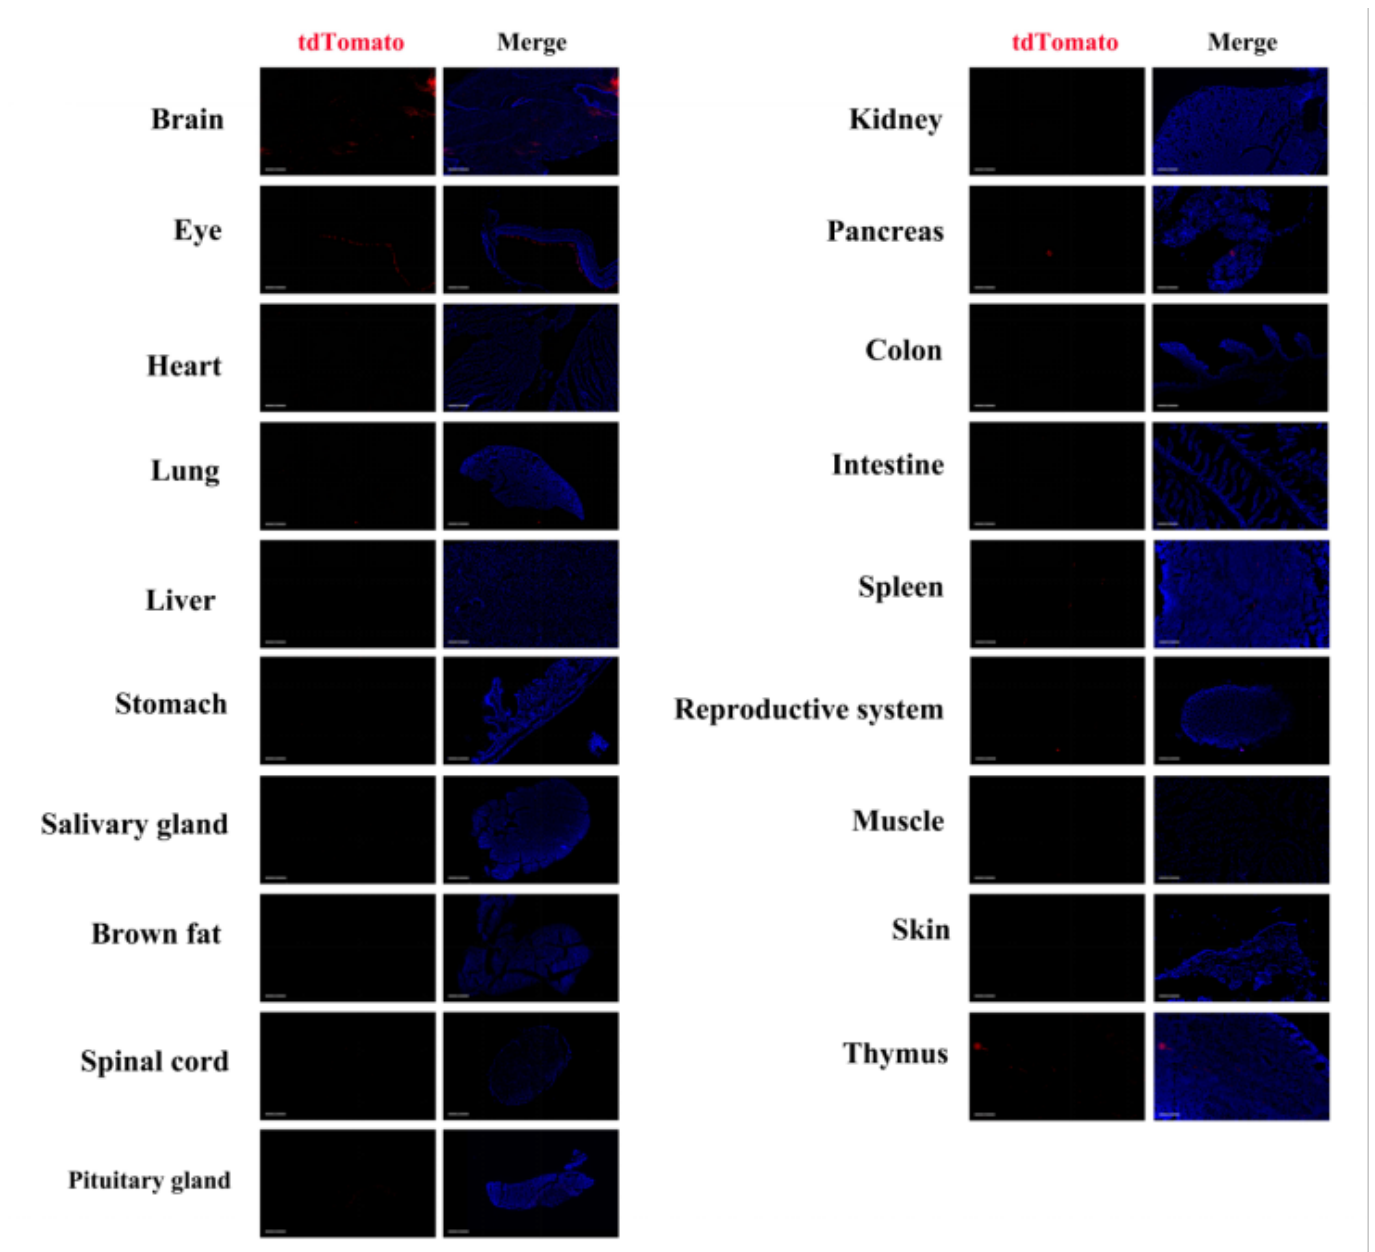 tdTomato Merge
Brain
Eye
Heart
Lung
Liver
Stomach
Salivary gland
Brown fat
Spinal cord
Pituitary gland
tdTomato Merge
Kidney
Pancreas
Colon
Intestine
Spleen
Reproductive system
Muscle
Skin
Thymus